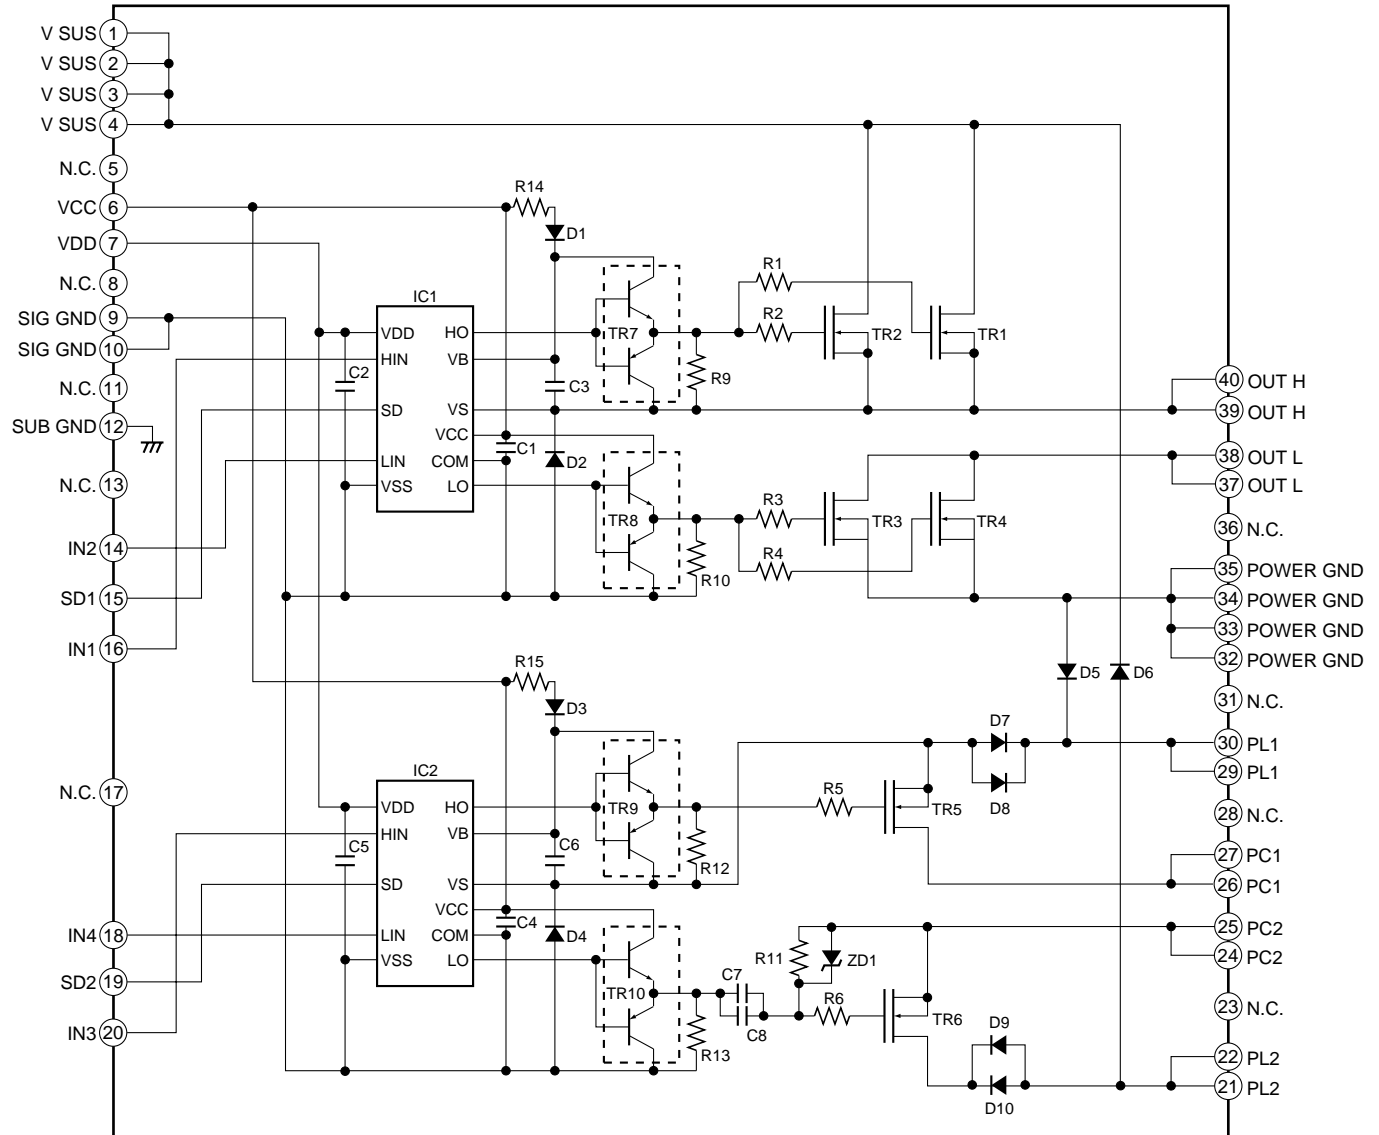 V SUS 1
V SUS 2
V SUS 3
V SUS 4
N.C. 5
VCC 6
VDD 7
N.C. 8
SIG GND 9
SIG GND 10
N.C. 11
SUB GND 12
N.C. 13
IN2 14
SD1 15
IN1 16
N.C. 17
IN4 18
SD2 19
IN3 20
R14
D1
IC1
VDD
HIN
SD
LIN
VSS
HO
VB
VS
VCC
COM
LO
C2
C3
C1
D2
TR7
R9
R1
R2
TR2
TR1
TR8
R10
R3
R4
TR3
TR4
R15
D3
IC2
VDD
HIN
SD
LIN
VSS
HO
VB
VS
VCC
COM
LO
C5
C6
C4
D4
TR9
R12
R5
TR5
D7
D8
D5
D6
TR10
R13
C7
C8
R11
ZD1
R6
TR6
D9
D10
40 OUT H
39 OUT H
38 OUT L
37 OUT L
36 N.C.
35 POWER GND
34 POWER GND
33 POWER GND
32 POWER GND
31 N.C.
30 PL1
29 PL1
28 N.C.
27 PC1
26 PC1
25 PC2
24 PC2
23 N.C.
22 PL2
21 PL2